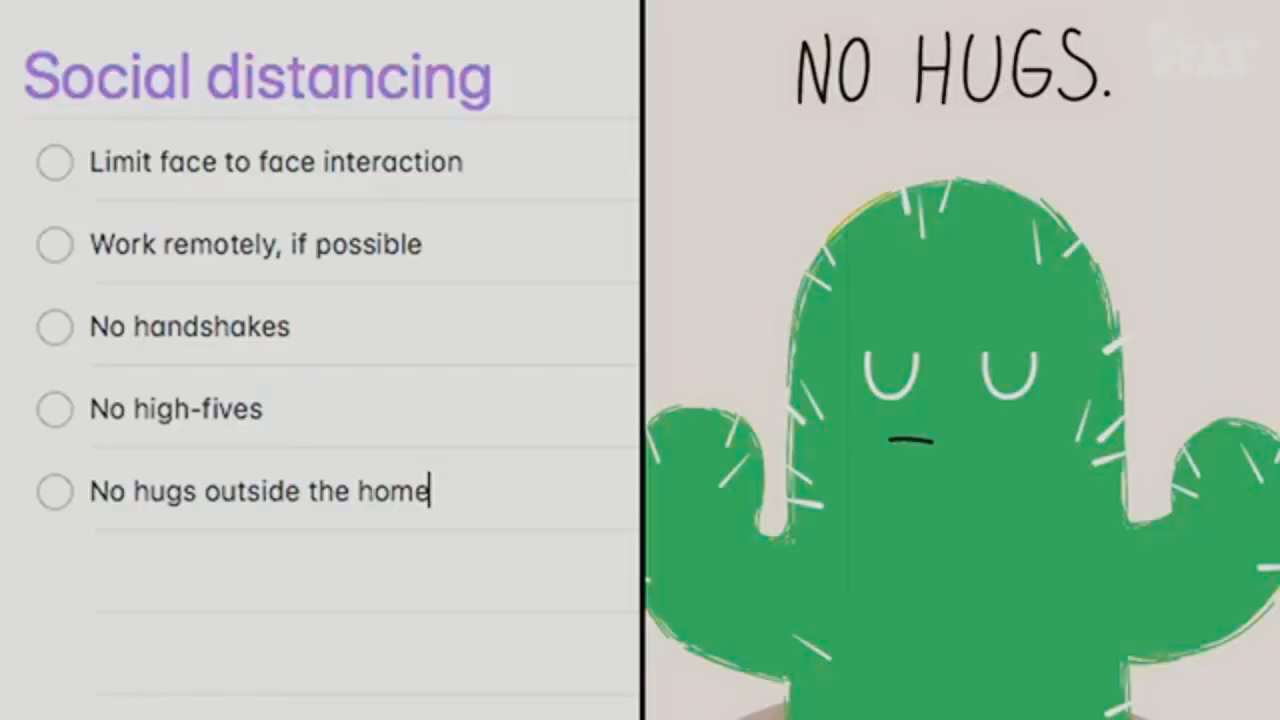 Social distancing
Limit face to face interaction
Work remotely, if possible
No handshakes
No high-fives
No hugs outside the home
NO HUGS.